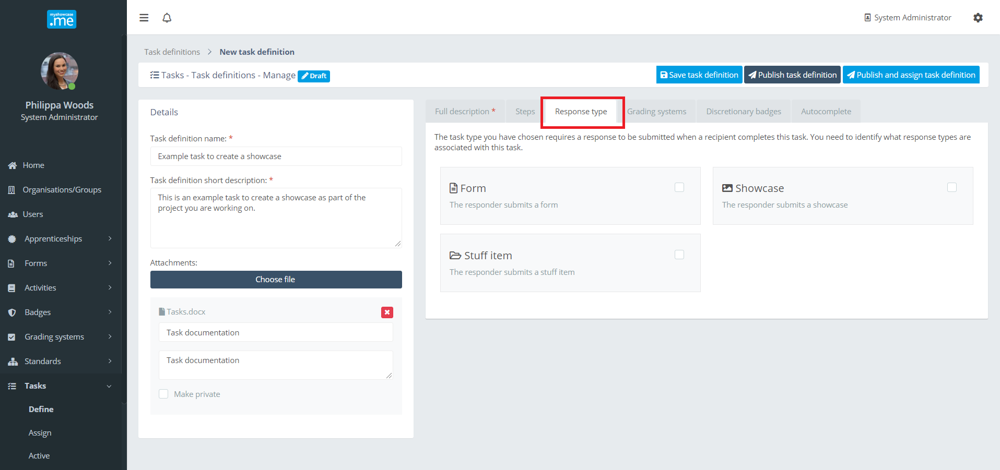 myshowcase
.me
Philippa Woods
System Administrator
Home
Organisations/Groups
Users
Apprenticeships
Forms
Activities
Badges
Grading systems
Standards
Tasks
Define
Assign
Active
System Administrator
Task definitions > New task definition
Tasks - Task definitions - Manage Draft
Save task definition
Publish task definition
Publish and assign task definition
Details
Task definition name: *
Example task to create a showcase
Task definition short description: *
This is an example task to create a showcase as part of the
project you are working on.
Attachments:
Choose file
Tasks.docx
Task documentation
Task documentation
Make private
Full description *
Steps
Response type
Grading systems
Discretionary badges
Autocomplete
The task type you have chosen requires a response to be submitted when a recipient completes this task. You need to identify what response types are
associated with this task.
Form
The responder submits a form
Showcase
The responder submits a showcase
Stuff item
The responder submits a stuff item